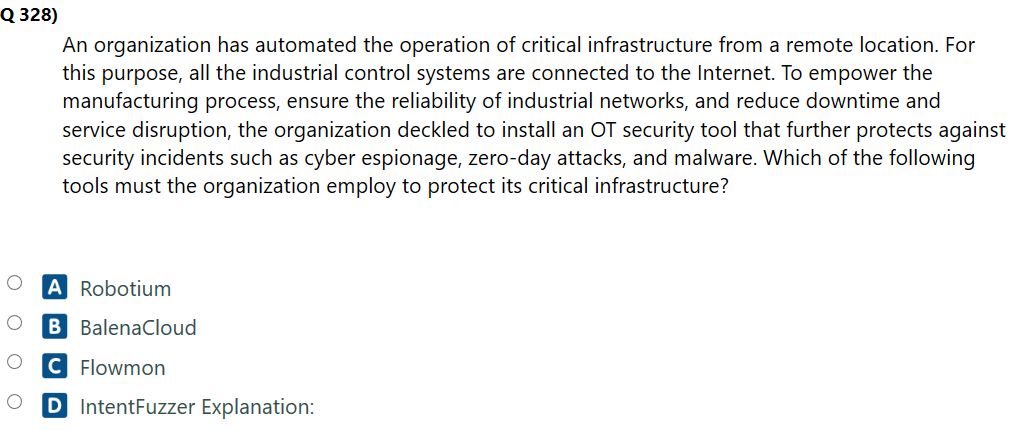 Q 328)
An organization has automated the operation of critical infrastructure from a remote location. For
this purpose, all the industrial control systems are connected to the Internet. To empower the
manufacturing process, ensure the reliability of industrial networks, and reduce downtime and
service disruption, the organization deckled to install an OT security tool that further protects against
security incidents such as cyber espionage, zero-day attacks, and malware. Which of the following
tools must the organization employ to protect its critical infrastructure?
A Robotium
B BalenaCloud
C Flowmon
D IntentFuzzer Explanation: